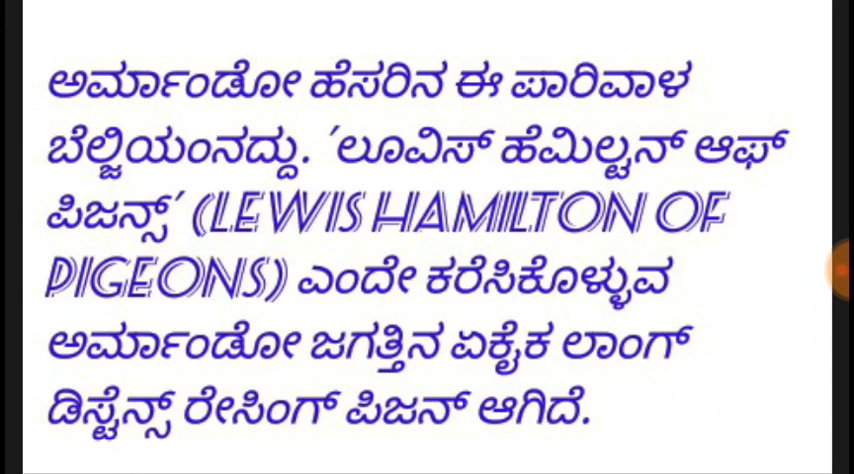 ಅರ್ಮಾಂಡೋ ಹೆಸರಿನ ಈ ಪಾರಿವಾಳ
ಬೆಲ್ಜಿಯಂನದ್ದು. ‘ಲೂವಿಸ್ ಹೆಮಿಲ್ಟನ್ ಆಫ್
ಪಿಜನ್ಸ್’ (LEWIS HAMILTON OF
PIGEONS) ಎಂದೇ ಕರೆಸಿಕೊಳ್ಳುವ
ಅರ್ಮಾಂಡೋ ಜಗತ್ತಿನ ಏಕೈಕ ಲಾಂಗ್
ಡಿಸ್ಟೆನ್ಸ್ ರೇಸಿಂಗ್ ಪಿಜನ್ ಆಗಿದೆ.